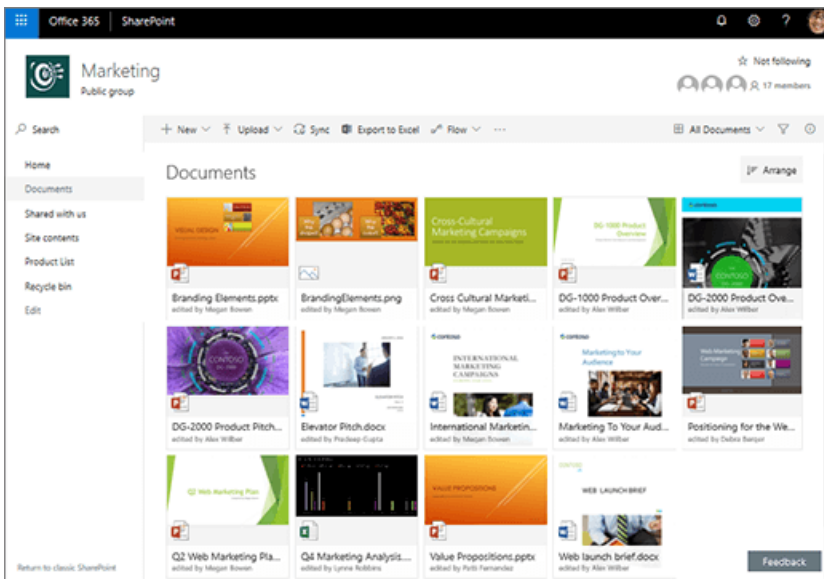 Office 365 SharePoint
Marketing
Public group
Not following
17 members
Search
New Upload Sync Export to Excel Flow ...
All Documents
Home
Documents
Shared with us
Site contents
Product List
Recycle bin
Edit
Return to classic SharePoint
Documents
Arrange
VISUAL DESIGN
Cross-Cultural
Marketing Campaigns
DG-1000 Product
Overview
contoso
CONTOSO
Branding Elements.pptx
edited by Megan Bowen
BrandingElements.png
edited by Megan Bowen
Cross Cultural Marketi...
edited by Megan Bowen
DG-1000 Product Over...
edited by Alex Wilber
DG-2000 Product Ove...
edited by Alex Wilber
CONTOSO
contoso
INTERNATIONAL
MARKETING
CAMPAIGNS
contoso
Marketing to Your
Audience
Web Marketing
Campaign
DG-2000 Product Pitch...
edited by Alex Wilber
Elevator Pitch.docx
edited by Pradeep Gupta
International Marketin...
edited by Megan Bowen
Marketing To Your Aud...
edited by Alex Wilber
Positioning for the We...
edited by Debra Berger
Q2 Web Marketing Plan
VALUE PROPOSITIONS
WEB LAUNCH BRIEF
Q2 Web Marketing Pla...
edited by Megan Bowen
Q4 Marketing Analysis....
edited by Lynne Robbins
Value Propositions.pptx
edited by Patti Fernandez
Web launch brief.docx
edited by Alex Wilber
Feedback